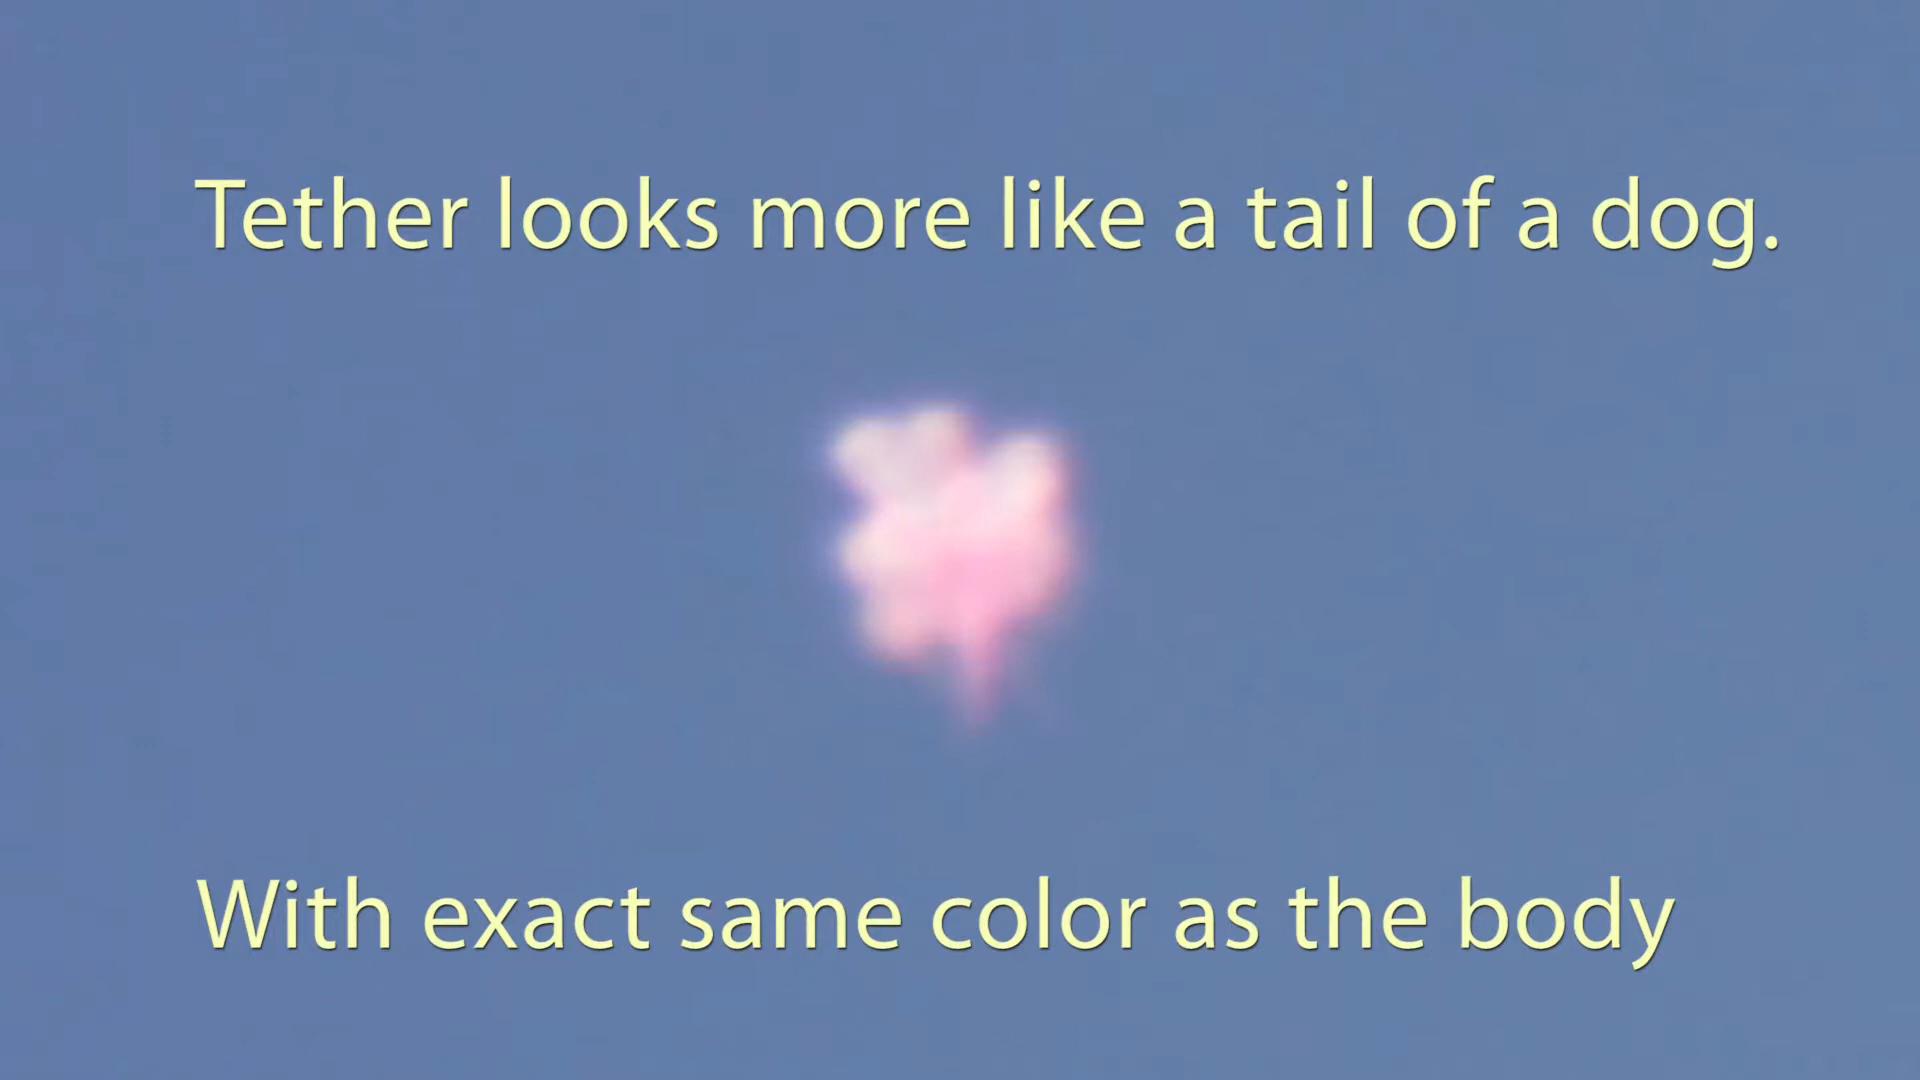 Tether looks more like a tail of a dog.
With exact same color as the body